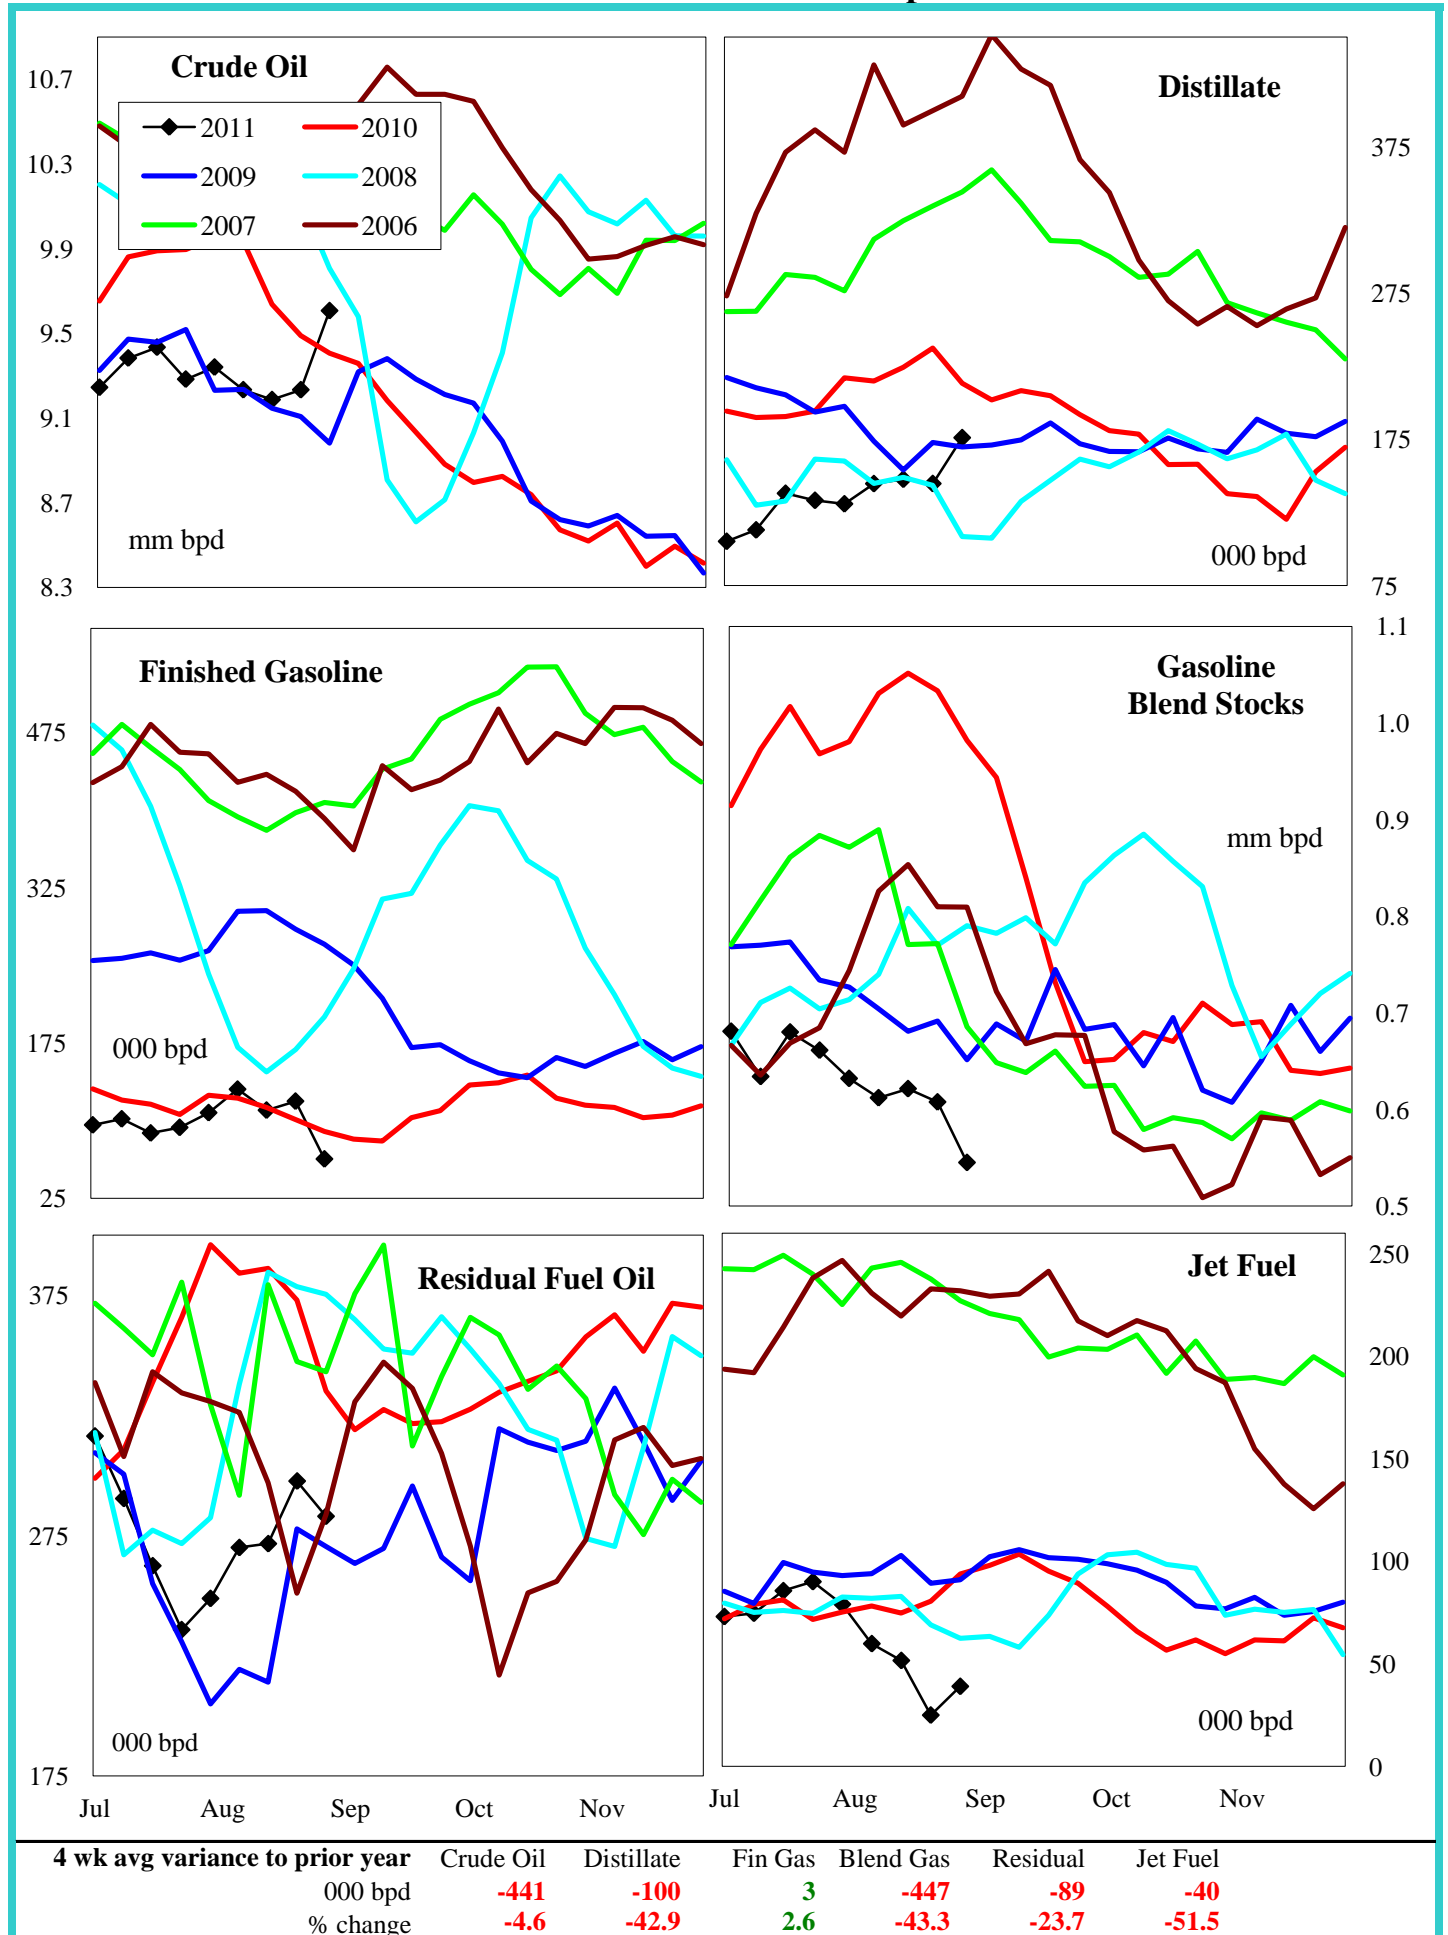 Crude Oil
10.7
10.3
9.9
9.5
9.1
8.7
8.3
2011
2010
2009
2008
2007
2006
mm bpd
Distillate
375
275
175
75
000 bpd
Finished Gasoline
475
325
175
25
000 bpd
Gasoline
Blend Stocks
1.1
1.0
0.9
0.8
0.7
0.6
0.5
mm bpd
Residual Fuel Oil
375
275
175
000 bpd
Jul Aug Sep Oct Nov
Jet Fuel
250
200
150
100
50
0
000 bpd
Jul Aug Sep Oct Nov
4 wk avg variance to prior year Crude Oil Distillate Fin Gas Blend Gas Residual Jet Fuel
000 bpd -441 -100 3 -447 -89 -40
% change -4.6 -42.9 2.6 -43.3 -23.7 -51.5